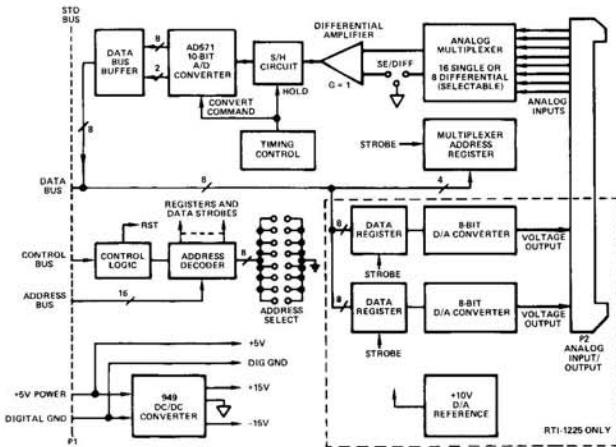 STD
BUS
DATA
BUS
BUFFER
8
2
AD571
10-BIT
A/D
CONVERTER
S/H
CIRCUIT
HOLD
CONVERT
COMMAND
TIMING
CONTROL
DIFFERENTIAL
AMPLIFIER
G = 1
SE/DIFF
ANALOG
MULTIPLEXER
16 SINGLE OR
8 DIFFERENTIAL
(SELECTABLE)
ANALOG
INPUTS
STROBE
MULTIPLEXER
ADDRESS
REGISTER
8
DATA
BUS
8
4
REGISTERS AND
DATA STROBES
RST
CONTROL
BUS
CONTROL
LOGIC
ADDRESS
DECODER
8
ADDRESS
BUS
16
ADDRESS
SELECT
8
DATA
REGISTER
8-BIT
D/A CONVERTER
VOLTAGE
OUTPUT
STROBE
8
DATA
REGISTER
8-BIT
D/A CONVERTER
VOLTAGE
OUTPUT
STROBE
P2
ANALOG
INPUT/
OUTPUT
+5V
DIG GND
+5V POWER
DIGITAL GND
949
DC/DC
CONVERTER
+15V
-15V
+10V
D/A
REFERENCE
RTI-1225 ONLY
P1